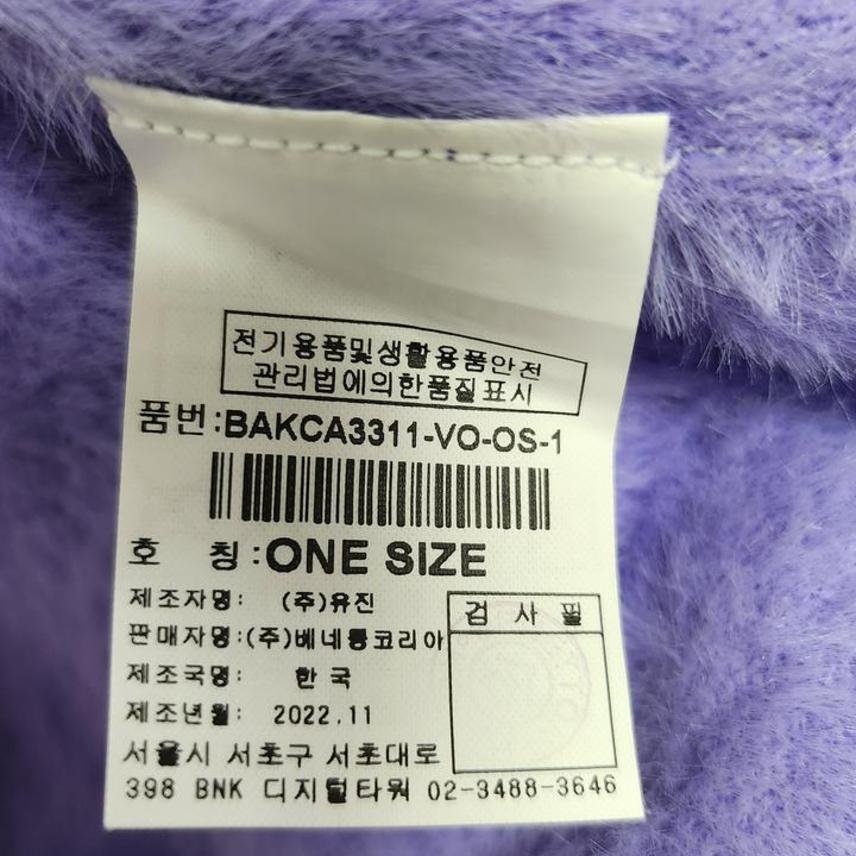 전기용품및생활용품안전
관리법에의한품질표시
품번:BAKCA3311-VO-OS-1
호 칭:ONE SIZE
제조자명: (주)유진
판매자명:(주)베네통코리아
제조국명: 한국
제조년월: 2022.11
검 사 필
서울시 서초구 서초대로
398 BNK 디지털타워 02-3488-3646